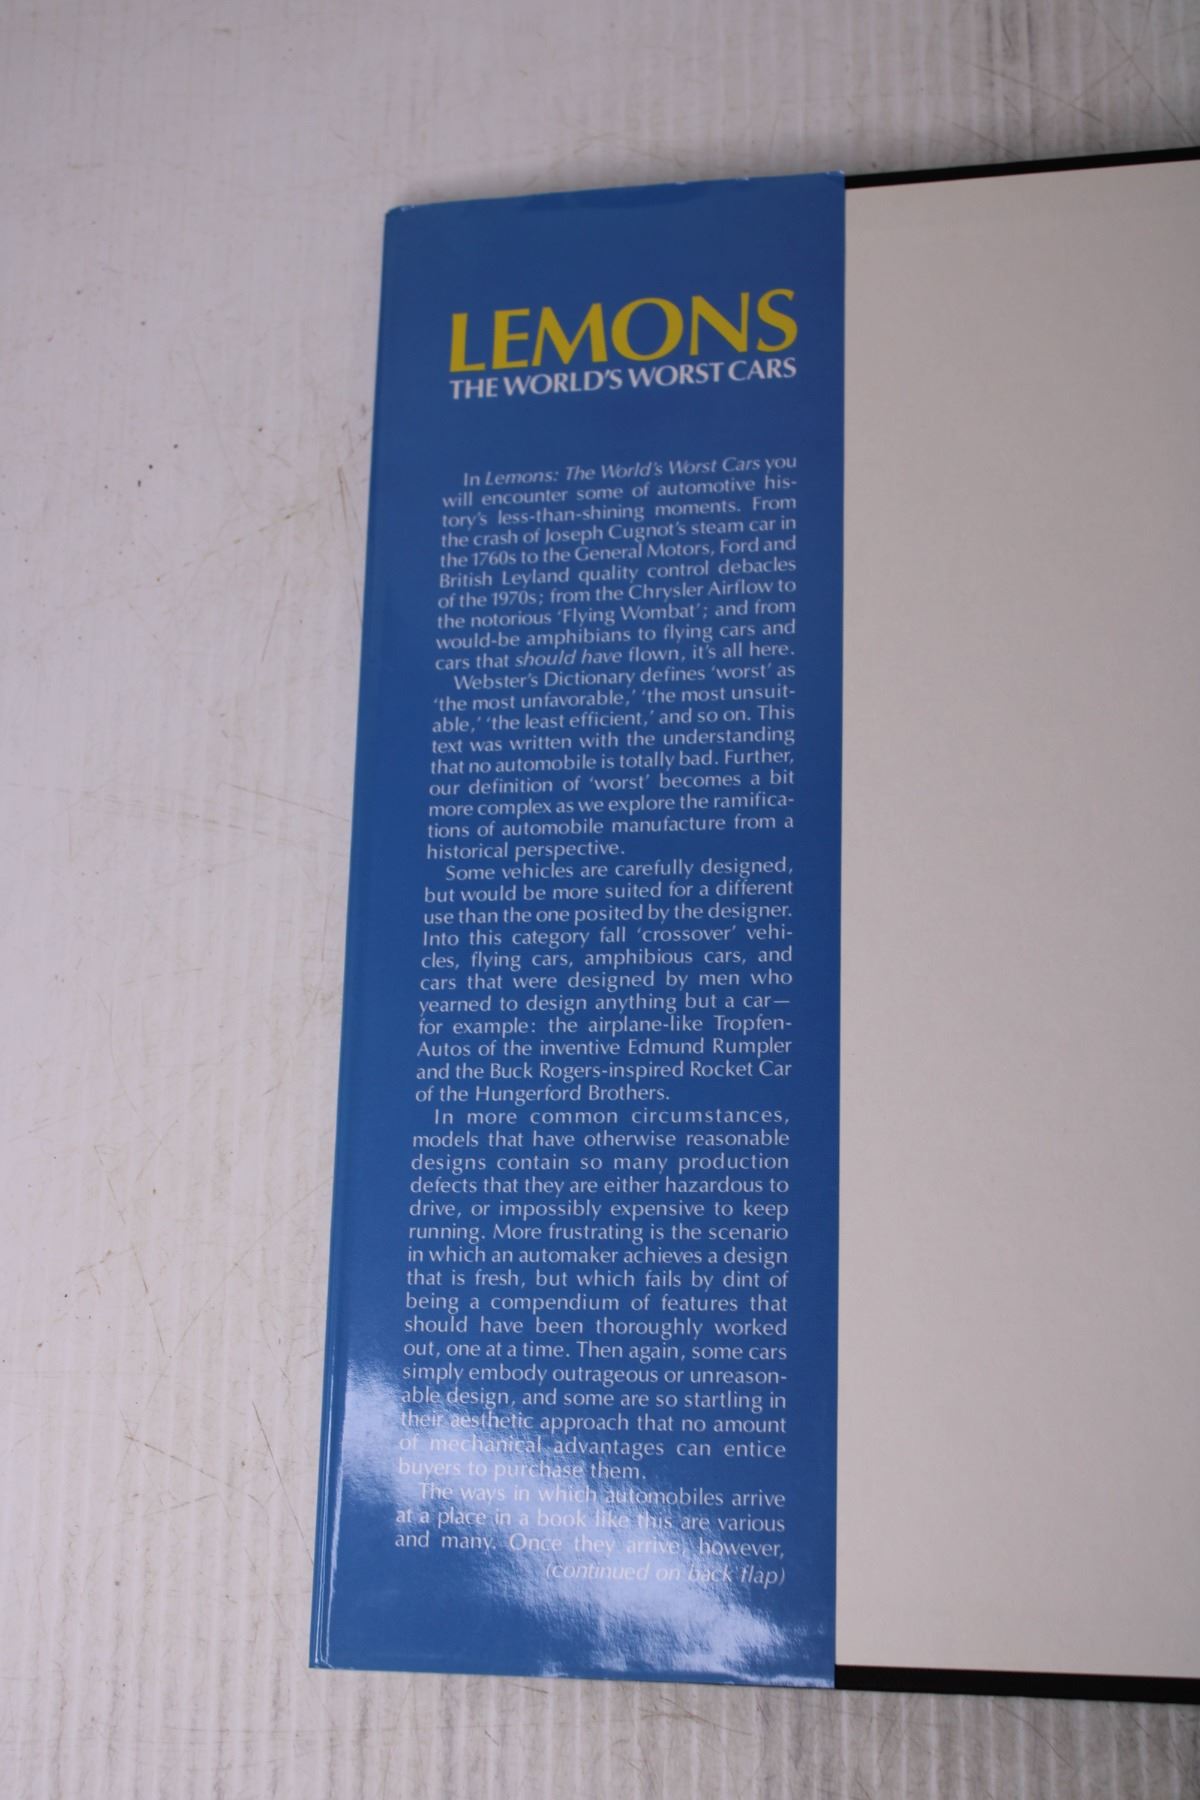 LEMONS
THE WORLD'S WORST CARS
In Lemons: The World's Worst Cars you
will encounter some of automotive his-
tory's less-than-shining moments. From
the crash of Joseph Cugnot's steam car in
the 1760s to the General Motors, Ford and
British Leyland quality control debacles
of the 1970s; from the Chrysler Airflow to
the notorious 'Flying Wombat'; and from
would-be amphibians to flying cars and
cars that should have flown, it's all here.
Webster's Dictionary defines 'worst' as
'the most unfavorable,' 'the most unsuit-
able,' 'the least efficient,' and so on. This
text was written with the understanding
that no automobile is totally bad. Further,
our definition of 'worst' becomes a bit
more complex as we explore the ramifica-
tions of automobile manufacture from a
historical perspective.
Some vehicles are carefully designed,
but would be more suited for a different
use than the one posited by the designer.
Into this category fall 'crossover' vehi-
cles, flying cars, amphibious cars, and
cars that were designed by men who
yearned to design anything but a car—
for example: the airplane-like Tropfen-
Autos of the inventive Edmund Rumpler
and the Buck Rogers-inspired Rocket Car
of the Hungerford Brothers.
In more common circumstances,
models that have otherwise reasonable
designs contain so many production
defects that they are either hazardous to
drive, or impossibly expensive to keep
running. More frustrating is the scenario
in which an automaker achieves a design
that is fresh, but which fails by dint of
being a compendium of features that
should have been thoroughly worked
out, one at a time. Then again, some cars
simply embody outrageous or unreason-
able design, and some are so startling in
their aesthetic approach that no amount
of mechanical advantages can entice
buyers to purchase them.
The ways in which automobiles arrive
at a place in a book like this are various
and many. Once they arrive, however,
(continued on back flap)